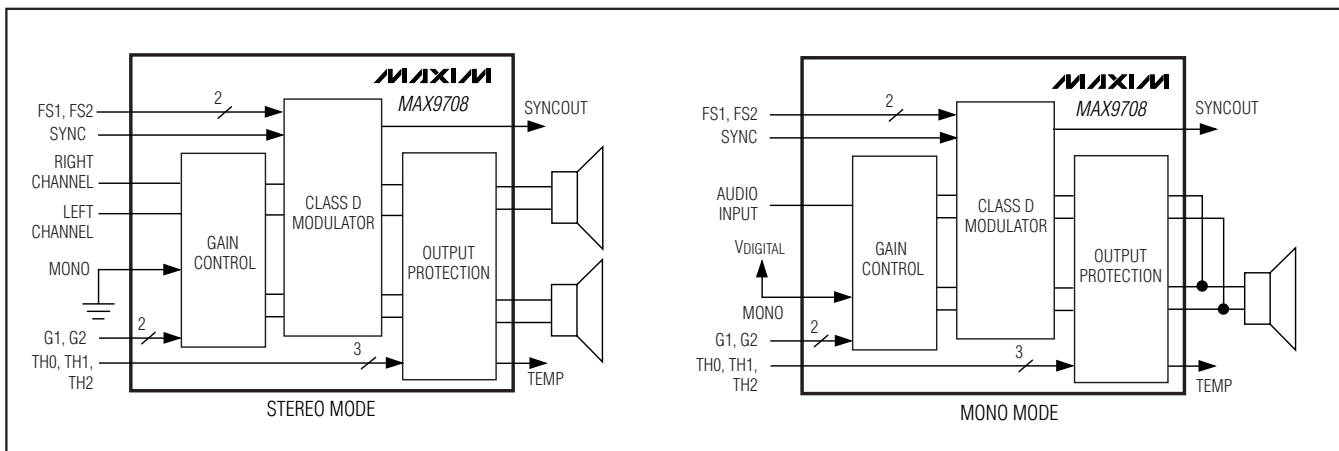 MAXIM
MAX9708
FS1, FS2
2
SYNCOUT
SYNC
RIGHT
CHANNEL
LEFT
CHANNEL
CLASS D
MODULATOR
GAIN
CONTROL
OUTPUT
PROTECTION
MONO
G1, G2
2
TH0, TH1,
TH2
3
TEMP
STEREO MODE
MAXIM
MAX9708
FS1, FS2
2
SYNCOUT
SYNC
AUDIO
INPUT
CLASS D
MODULATOR
VDIGITAL
GAIN
CONTROL
OUTPUT
PROTECTION
MONO
G1, G2
2
TH0, TH1,
TH2
3
TEMP
MONO MODE